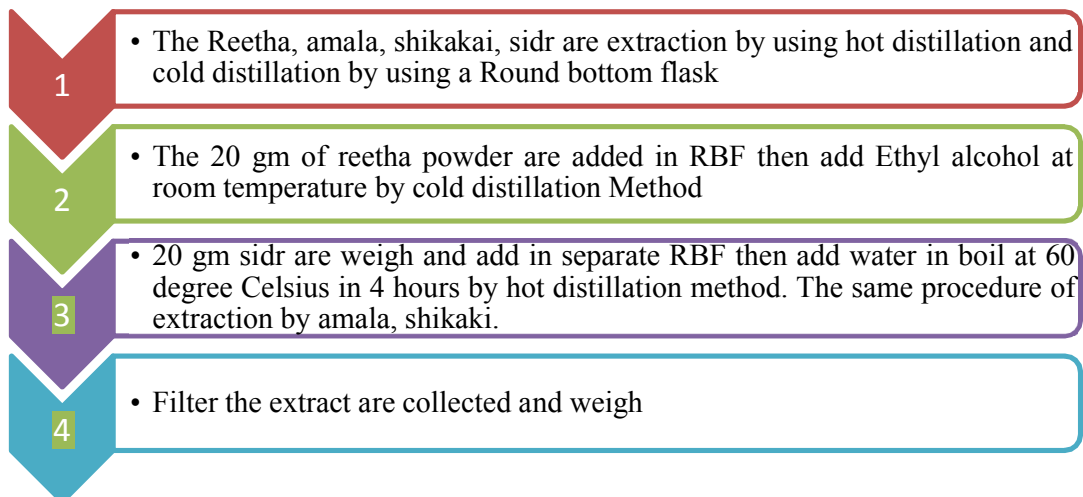 1
• The Reetha, amala, shikakai, sidr are extraction by using hot distillation and
cold distillation by using a Round bottom flask
2
• The 20 gm of reetha powder are added in RBF then add Ethyl alcohol at
room temperature by cold distillation Method
3
• 20 gm sidr are weigh and add in separate RBF then add water in boil at 60
degree Celsius in 4 hours by hot distillation method. The same procedure of
extraction by amala, shikaki.
4
• Filter the extract are collected and weigh